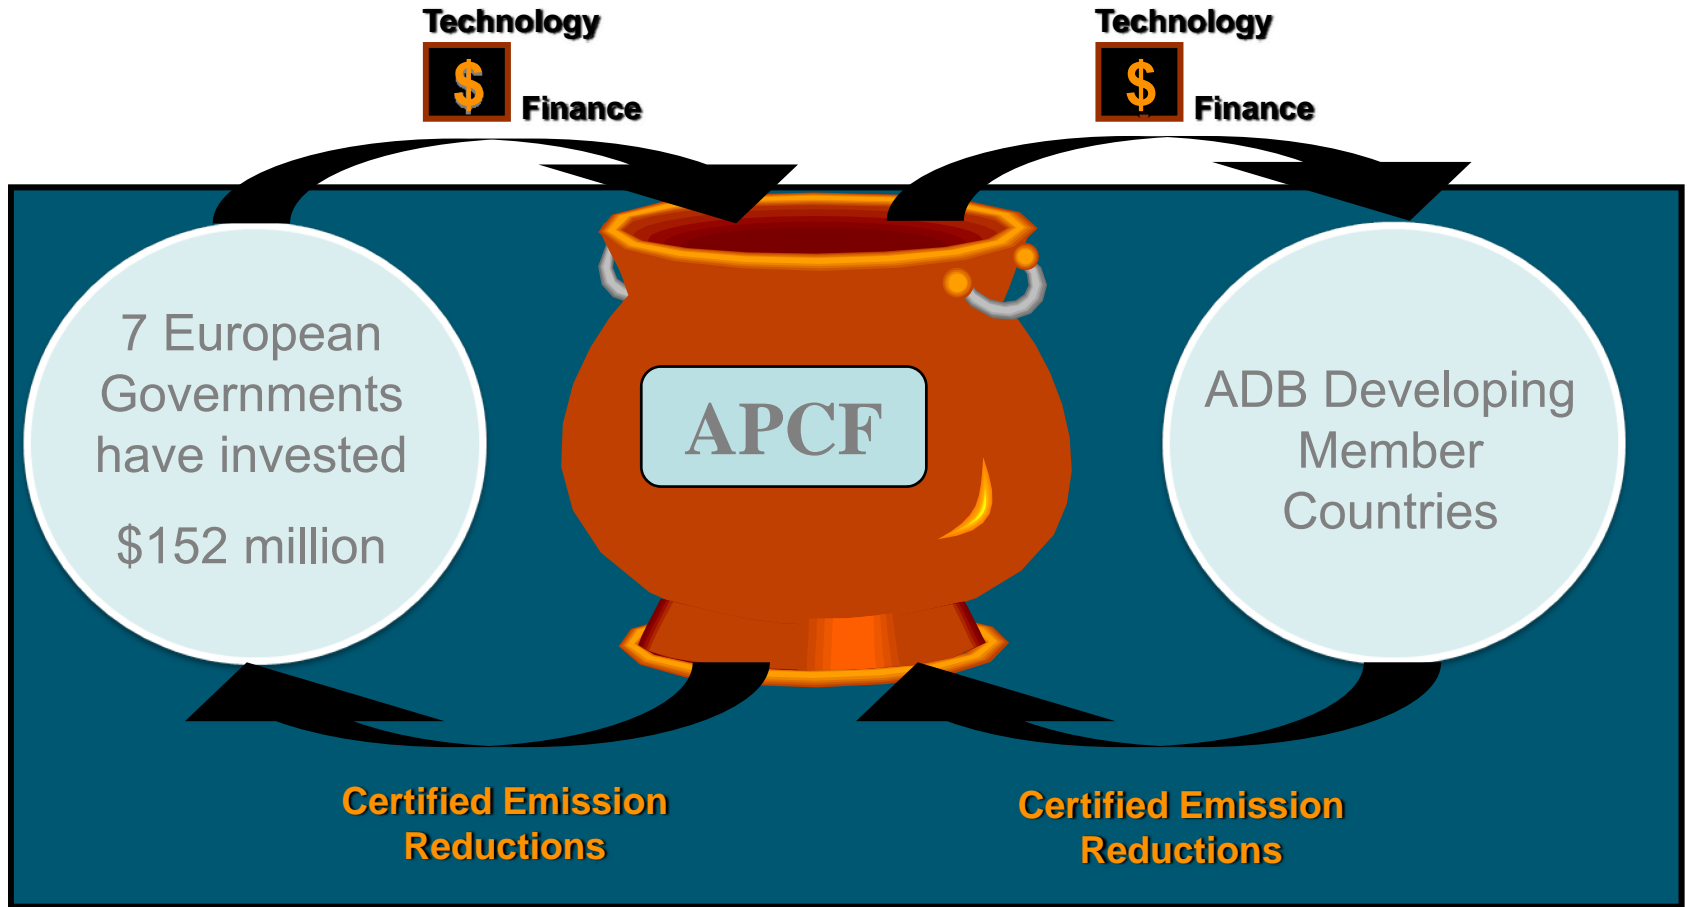 Technology
$
Finance
Technology
$
Finance
7 European
Governments
have invested
$152 million
APCF
ADB Developing
Member
Countries
Certified Emission
Reductions
Certified Emission
Reductions